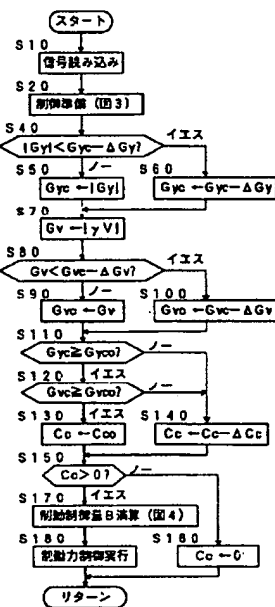 スタート
S10
信号読み込み
S20
制御準備（図3）
S40
|Gy|<Gyc−ΔGy?
イエス
S50
ノー
S60
Gyc←|Gy|
Gyc←Gyc−ΔGy
S70
Gv←|γV|
S80
Gv<Gvc−ΔGv?
イエス
S90
ノー
S100
Gvc←Gv
Gvc←Gvc−ΔGv
S110
Gyc≧Gyco?
ノー
S120
イエス
Gvc≧Gvco?
ノー
S130
イエス
S140
Cc←Cco
Cc←Cc−ΔCc
S150
Cc>0?
ノー
S170
イエス
制動制御量B演算（図4）
S180
S160
制動力制御実行
Cc←0
リターン